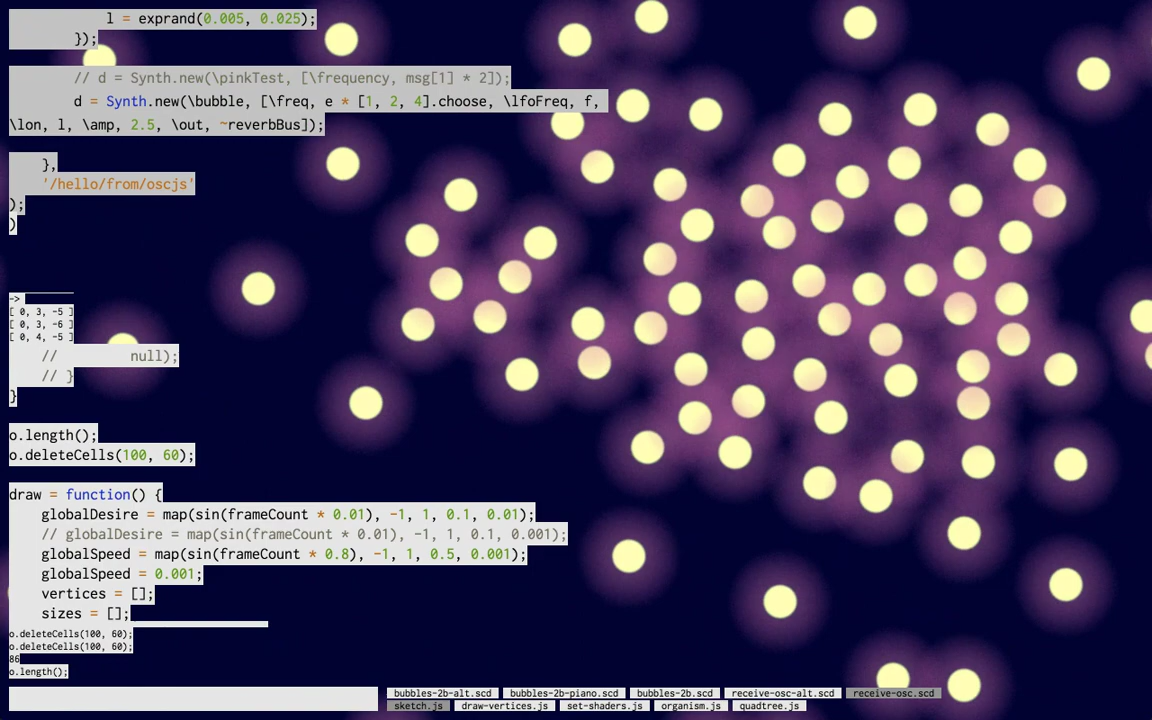 l = exprand(0.005, 0.025);
});
// d = Synth.new(\pinkTest, [\frequency, msg[1] * 2]);
d = Synth.new(\bubble, [\freq, e * [1, 2, 4].choose, \lfoFreq, f,
\lon, l, \amp, 2.5, \out, ~reverbBus]);
},
'/hello/from/oscjs'
);
)
->
[ 0, 3, -5 ]
[ 0, 3, -6 ]
[ 0, 4, -5 ]
//         null);
// }
}
o.length();
o.deleteCells(100, 60);
draw = function() {
globalDesire = map(sin(frameCount * 0.01), -1, 1, 0.1, 0.01);
// globalDesire = map(sin(frameCount * 0.01), -1, 1, 0.1, 0.001);
globalSpeed = map(sin(frameCount * 0.8), -1, 1, 0.5, 0.001);
globalSpeed = 0.001;
vertices = [];
sizes = [];
o.deleteCells(100, 60);
o.deleteCells(100, 60);
86
o.length();
bubbles-2b-alt.scd bubbles-2b-piano.scd bubbles-2b.scd receive-osc-alt.scd receive-osc.scd
sketch.js draw-vertices.js set-shaders.js organism.js quadtree.js